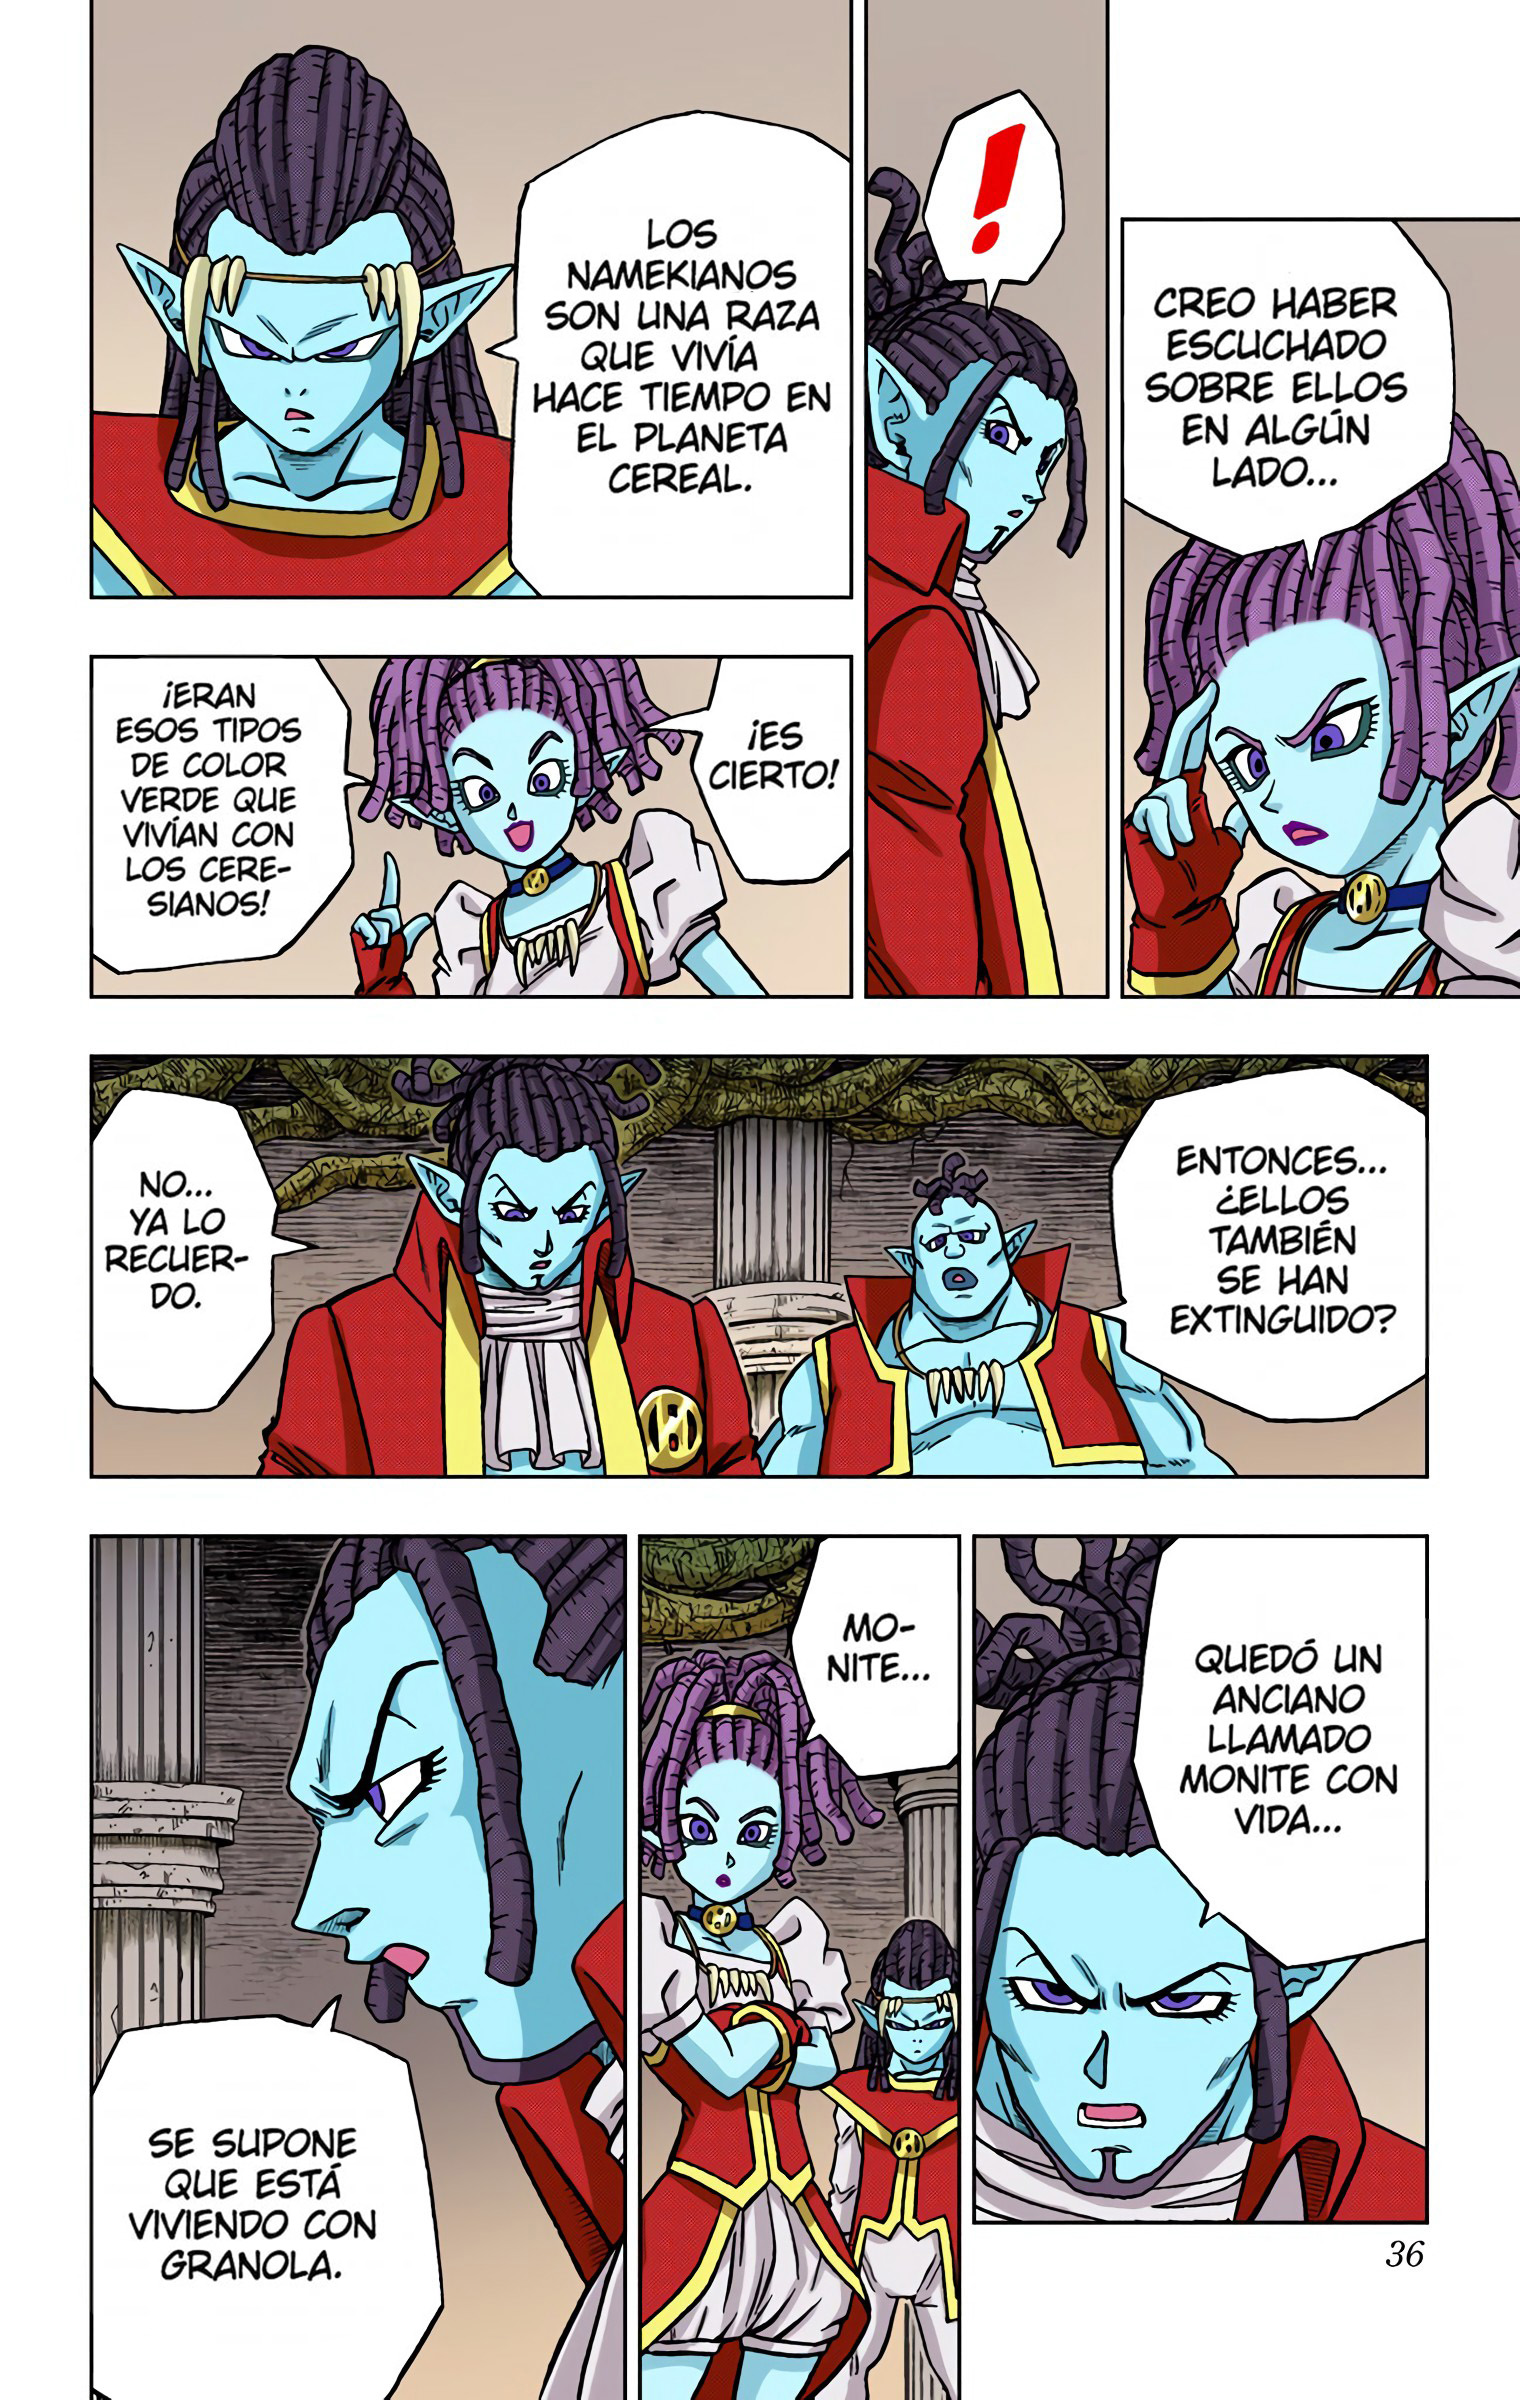 CREO HABER
ESCUCHADO
SOBRE ELLOS
EN ALGÚN
LADO...
!
LOS
NAMEKIANOS
SON UNA RAZA
QUE VIVÍA
HACE TIEMPO EN
EL PLANETA
CEREAL.
¡ES
CIERTO!
¡ERAN
ESOS TIPOS
DE COLOR
VERDE QUE
VIVÍAN CON
LOS CERE-
SIANOS!
ENTONCES...
¿ELLOS
TAMBIÉN
SE HAN
EXTINGUIDO?
NO...
YA LO
RECUER-
DO.
QUEDÓ UN
ANCIANO
LLAMADO
MONITE CON
VIDA...
MO-
NITE...
SE SUPONE
QUE ESTÁ
VIVIENDO CON
GRANOLA.
36